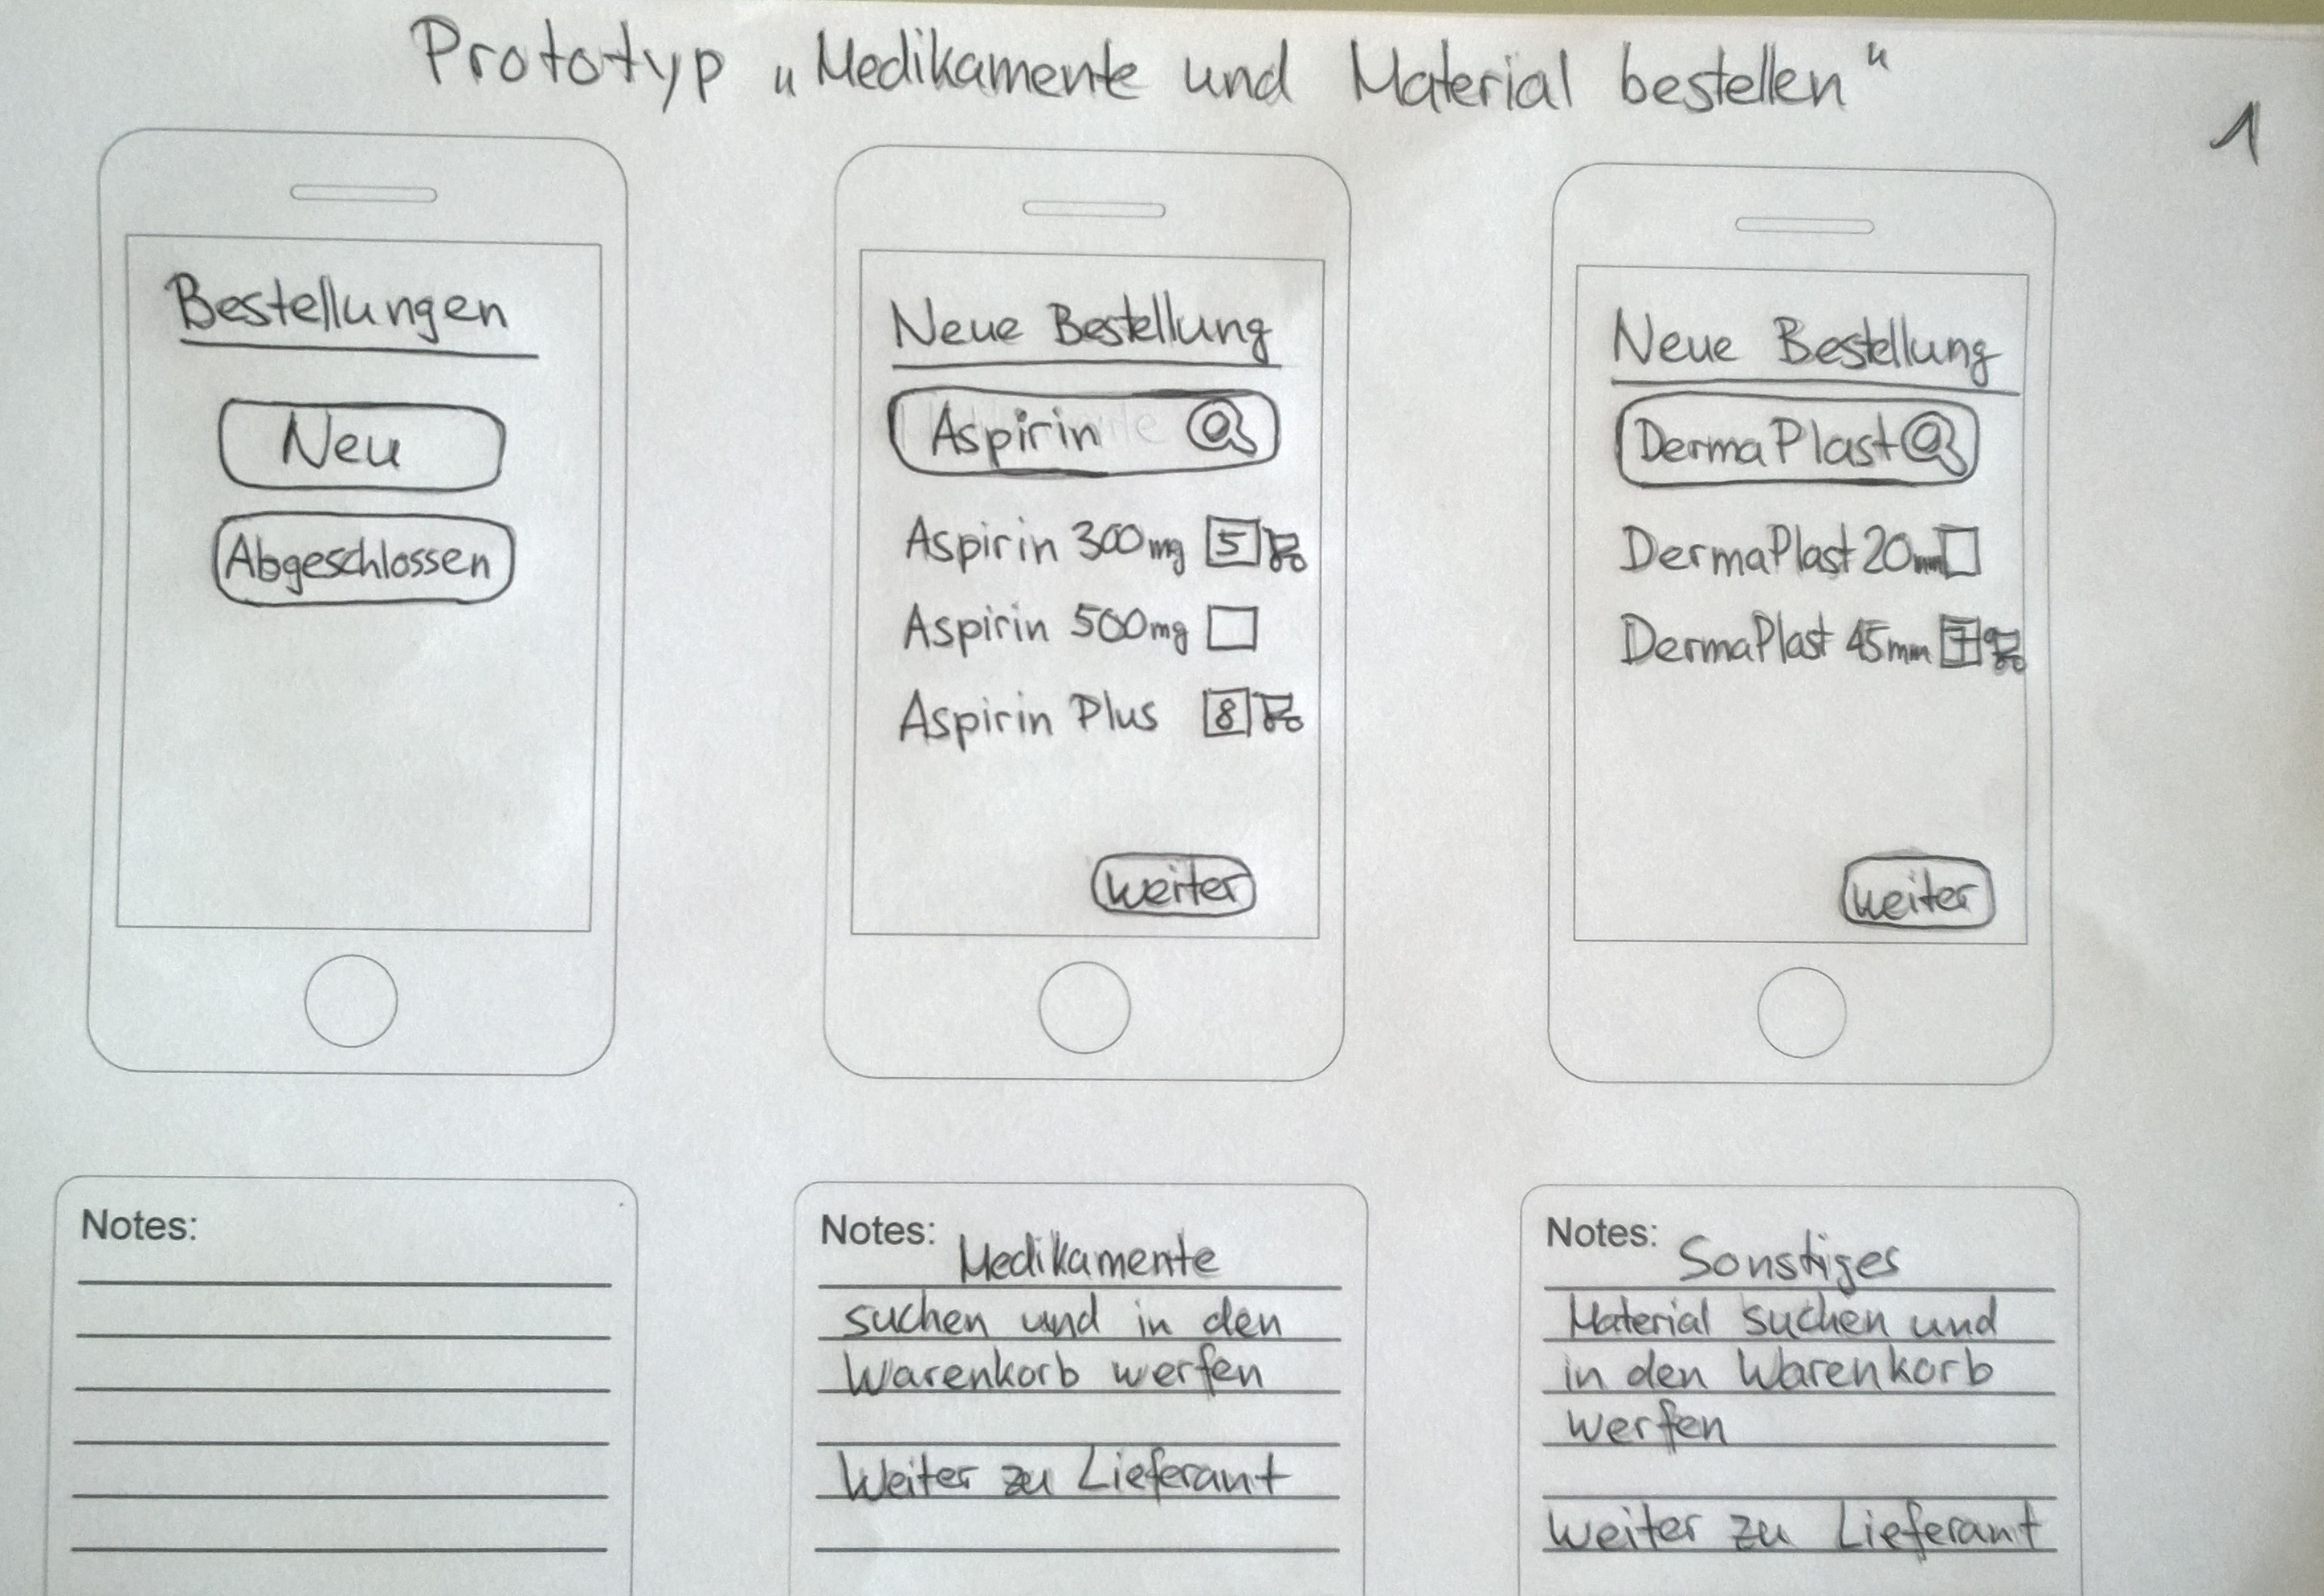 Prototyp „Medikamente und Material bestellen“
1
Bestellungen
Neu
Abgeschlossen
Neue Bestellung
Aspirin
Aspirin 300mg 5
Aspirin 500mg
Aspirin Plus 8
Weiter
Neue Bestellung
DermaPlast
DermaPlast 20mm
DermaPlast 45mm
Weiter
Notes:
Notes: Medikamente
suchen und in den
Warenkorb werfen
Weiter zu Lieferant
Notes: Sonstiges
Material suchen und
in den Warenkorb
werfen
Weiter zu Lieferant